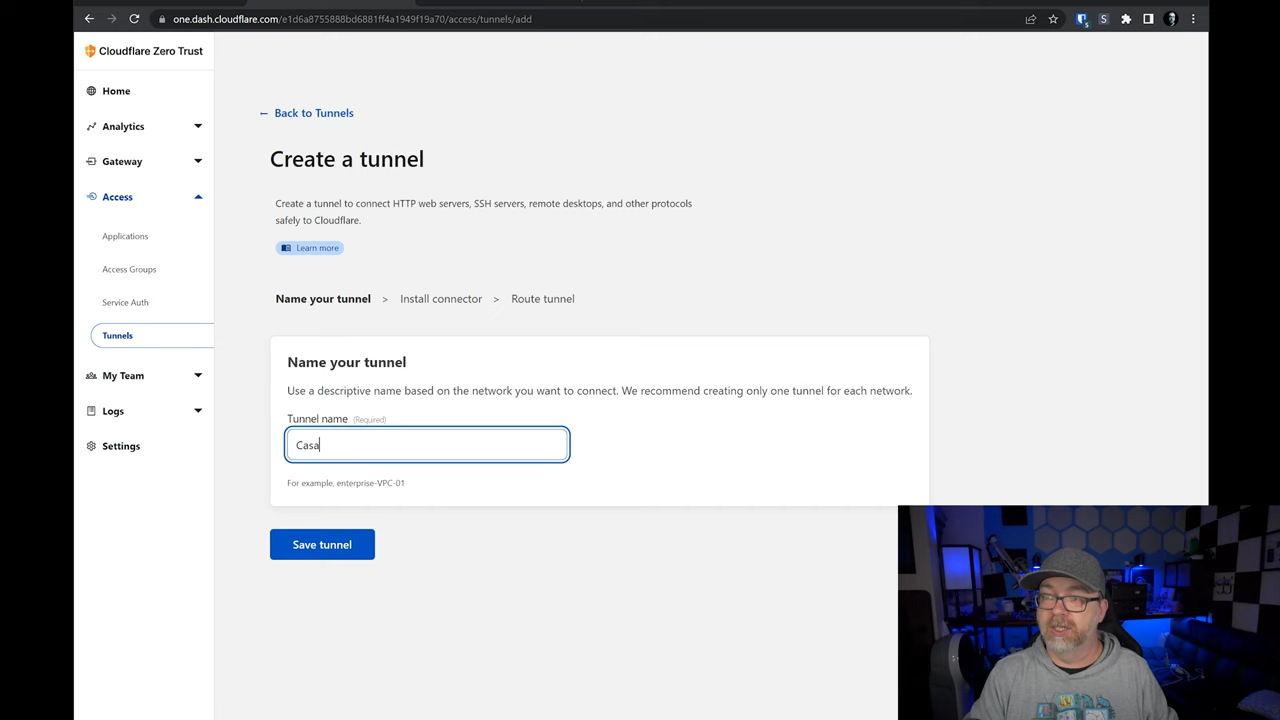 one.dash.cloudflare.com/e1d6a8755888bd6881ff4a1949f19a70/access/tunnels/add
Cloudflare Zero Trust
Home
Analytics
Gateway
Access
Applications
Access Groups
Service Auth
Tunnels
My Team
Logs
Settings
← Back to Tunnels
Create a tunnel
Create a tunnel to connect HTTP web servers, SSH servers, remote desktops, and other protocols
safely to Cloudflare.
Learn more
Name your tunnel > Install connector > Route tunnel
Name your tunnel
Use a descriptive name based on the network you want to connect. We recommend creating only one tunnel for each network.
Tunnel name (Required)
Casa
For example, enterprise-VPC-01
Save tunnel